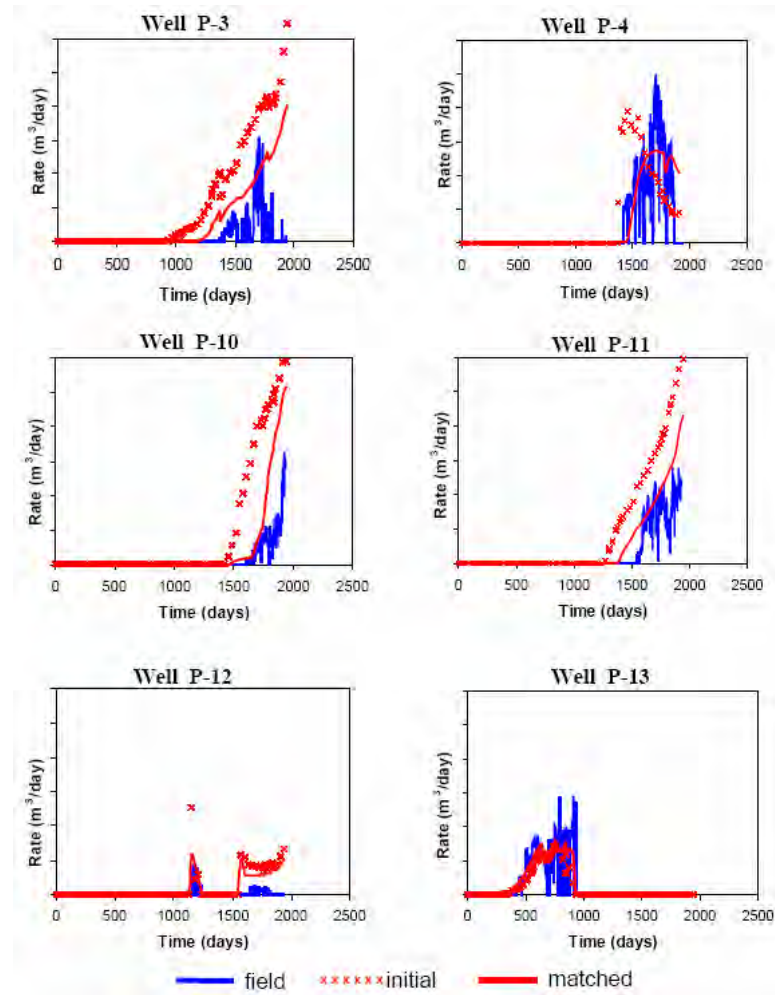 Well P-3
Rate (m³/day)
0 500 1000 1500 2000 2500
Time (days)
Well P-4
Rate (m³/day)
0 500 1000 1500 2000 2500
Time (days)
Well P-10
Rate (m³/day)
0 500 1000 1500 2000 2500
Time (days)
Well P-11
Rate (m³/day)
0 500 1000 1500 2000 2500
Time (days)
Well P-12
Rate (m³/day)
0 500 1000 1500 2000 2500
Time (days)
Well P-13
Rate (m³/day)
0 500 1000 1500 2000 2500
Time (days)
field initial matched